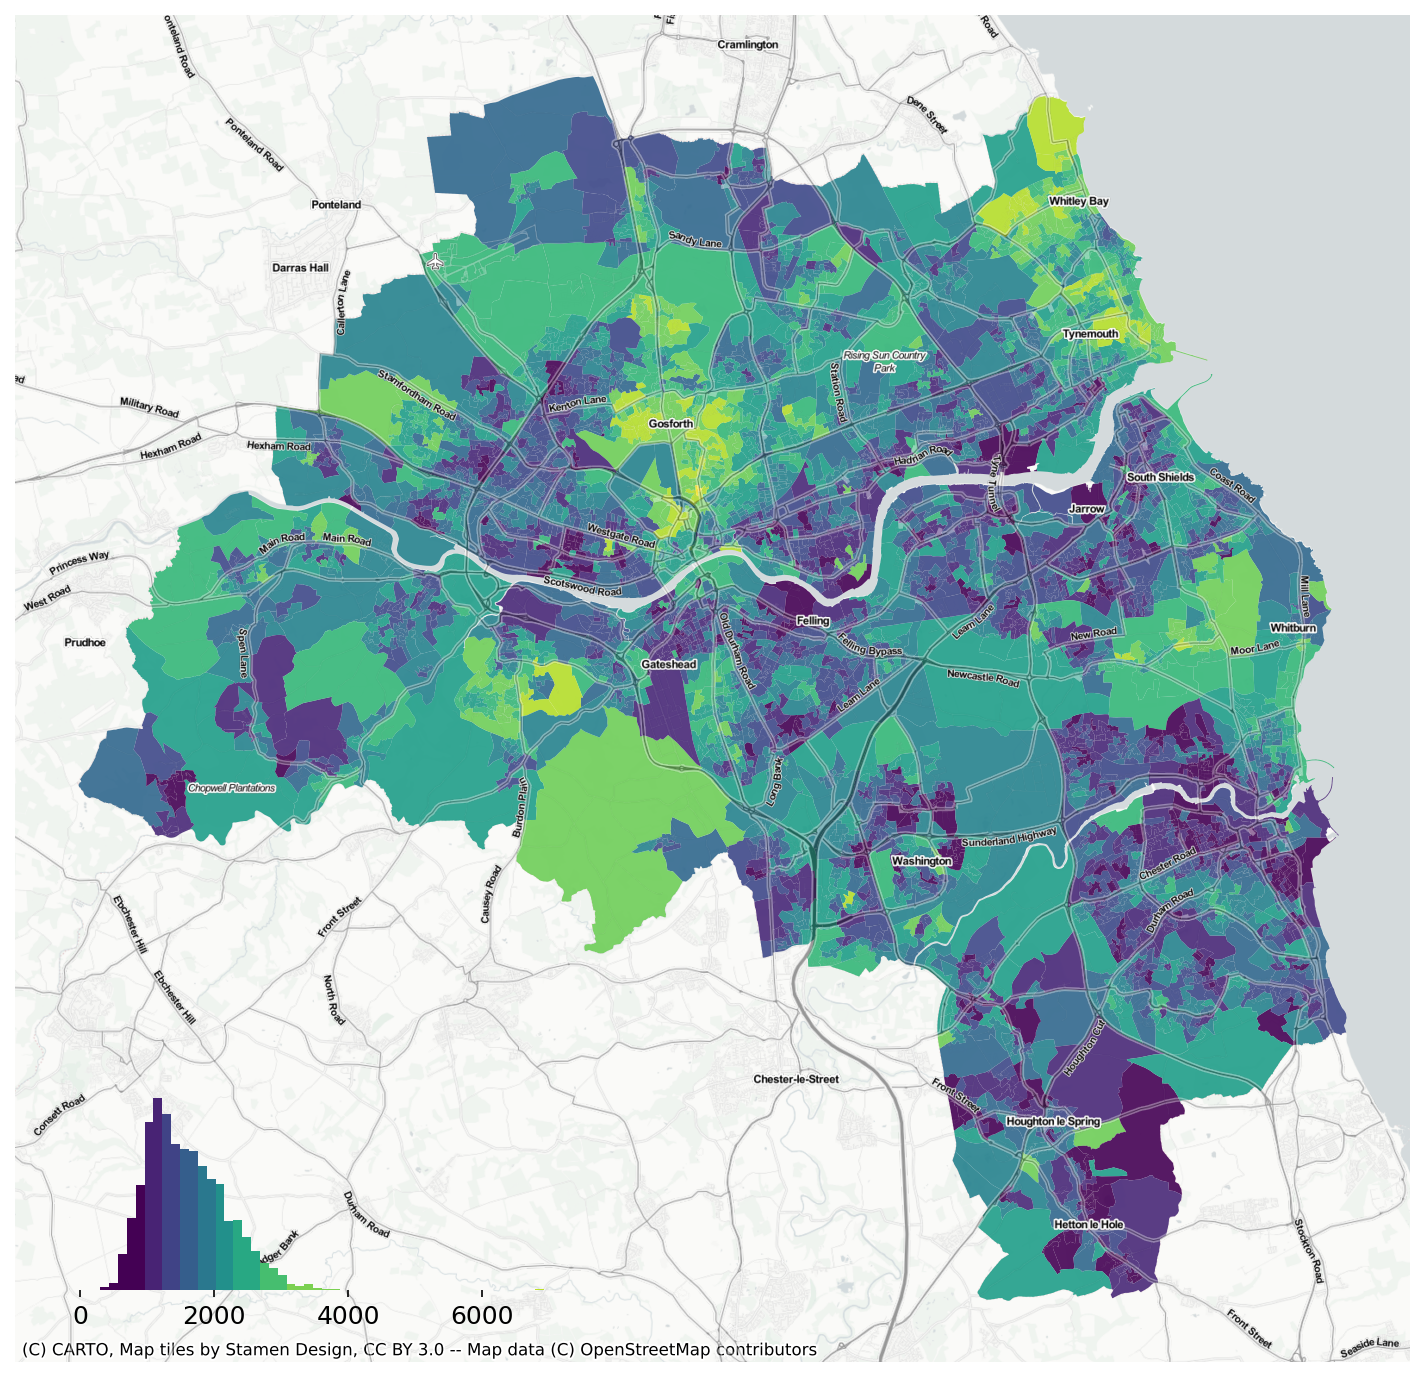 Cramlington
Road
onteland Road
Dene Street
Ponteland Road
Ponteland
Whitley Bay
Sandy Lane
Darras Hall
Callerton Lane
Tynemouth
Rising Sun Country
Park
Stamfordham Road
Station Road
ed
Military Road
Kenton Lane
Gosforth
Hexham Road
Hexham Road
Hadrian Road
Tyne Tunnel
South Shields
Coast Road
Jarrow
Westgate Road
Main Road
Main Road
Princess Way
West Road
Scotswood Road
Mill Lane
Felling
Learn Lane
Whitburn
Prudhoe
Spen Lane
Old Durham Road
Felling Bypass
New Road
Moor Lane
Gateshead
Newcastle Road
Leam Lane
Chopwell Plantations
Long Bank
Burdon Plain
Sunderland Highway
Washington
Chester Road
Causey Road
Durham Road
Ebchester Hill
Front Street
Ebchester Hill
North Road
Houghton Cut
Chester-le-Street
Front Street
Consett Road
Houghton le Spring
Durham Road
Hetton le Hole
dger Bank
Stockton Road
0 2000 4000 6000
Front Street
Seaside Lane
(C) CARTO, Map tiles by Stamen Design, CC BY 3.0 -- Map data (C) OpenStreetMap contributors